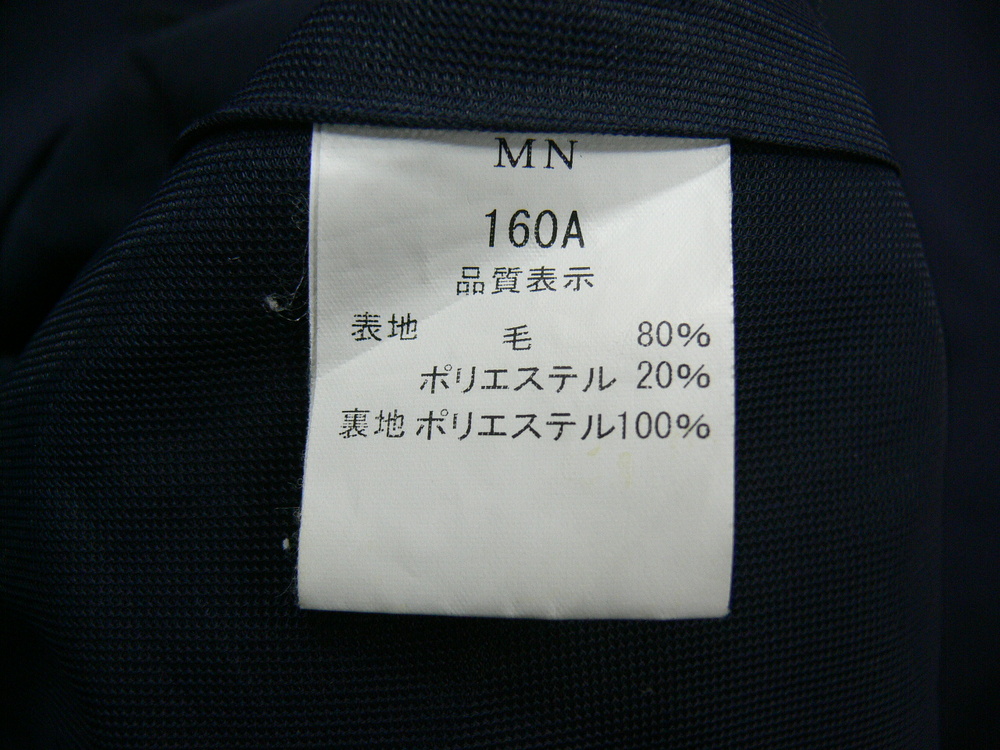 MN
160A
品質表示
表地 毛 80%
ポリエステル 20%
裏地 ポリエステル100%